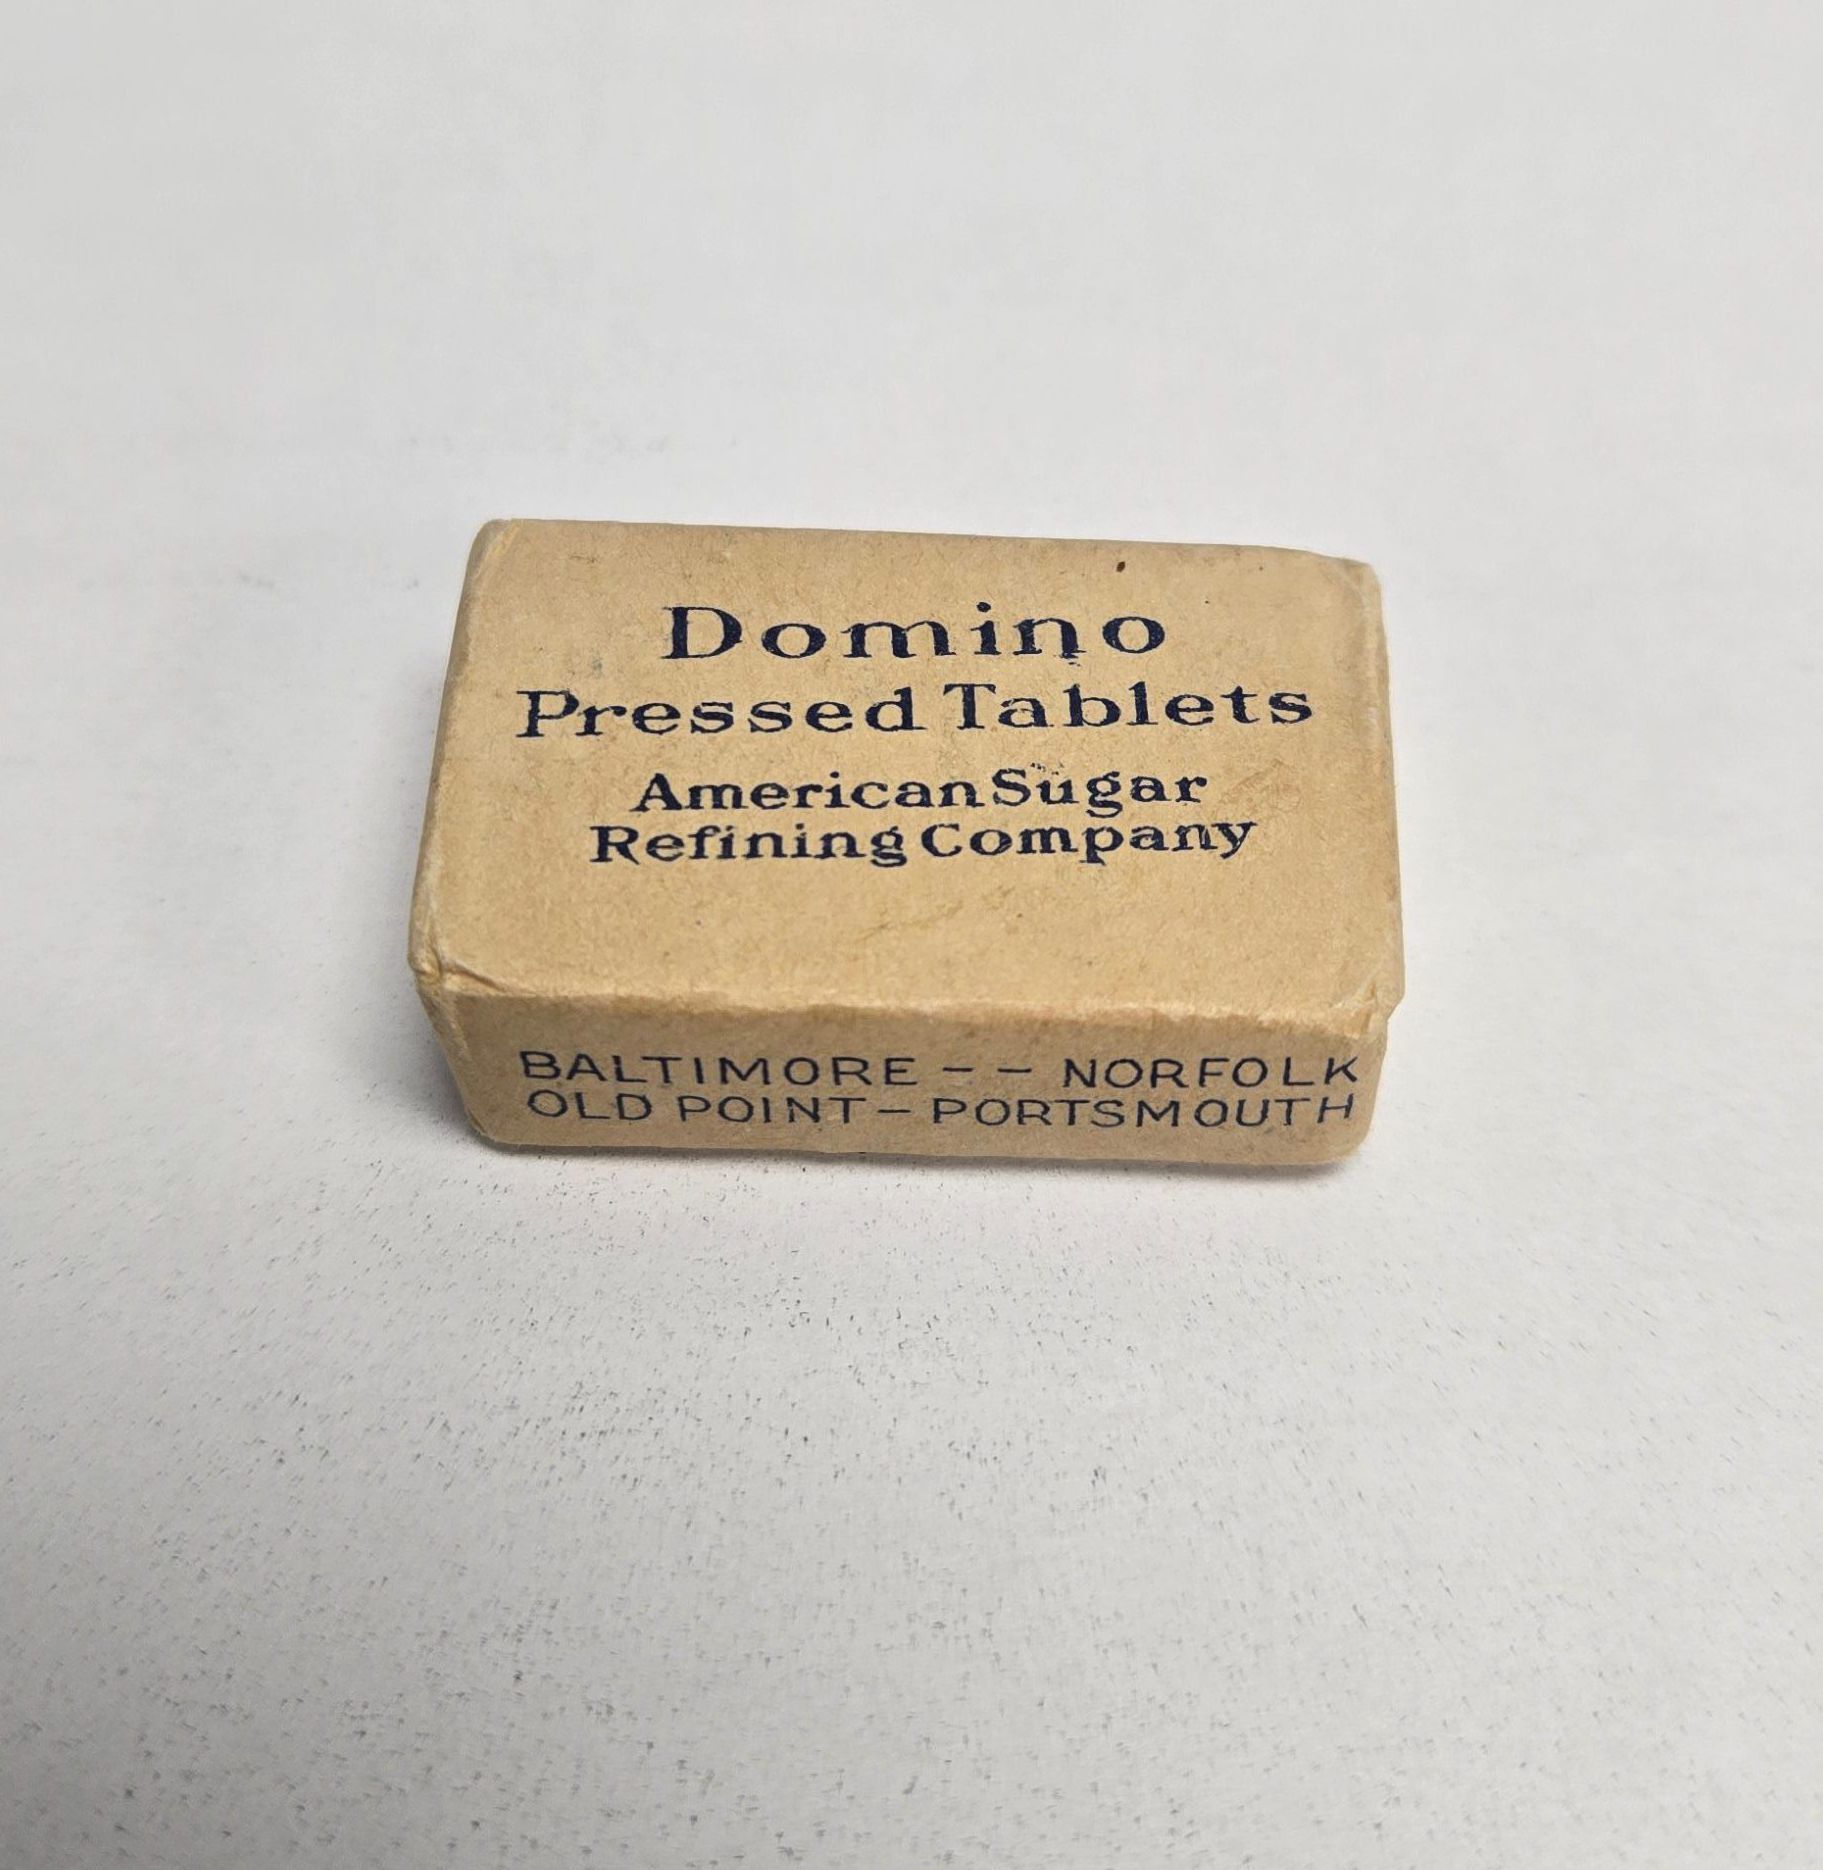 Domino
Pressed Tablets
American Sugar
Refining Company
BALTIMORE - - NORFOLK
OLD POINT - PORTSMOUTH